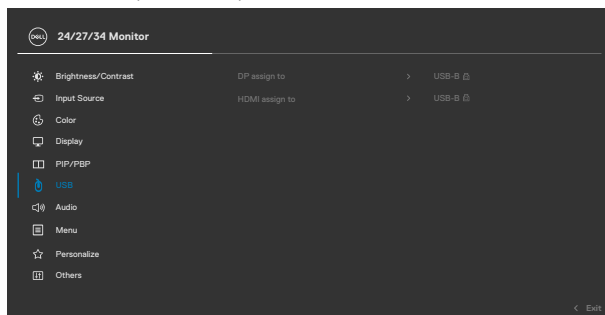 DELL 24/27/34 Monitor
Brightness/Contrast DP assign to > USB-B
Input Source HDMI assign to > USB-B
Color
Display
PIP/PBP
USB
Audio
Menu
Personalize
Others
< Exit